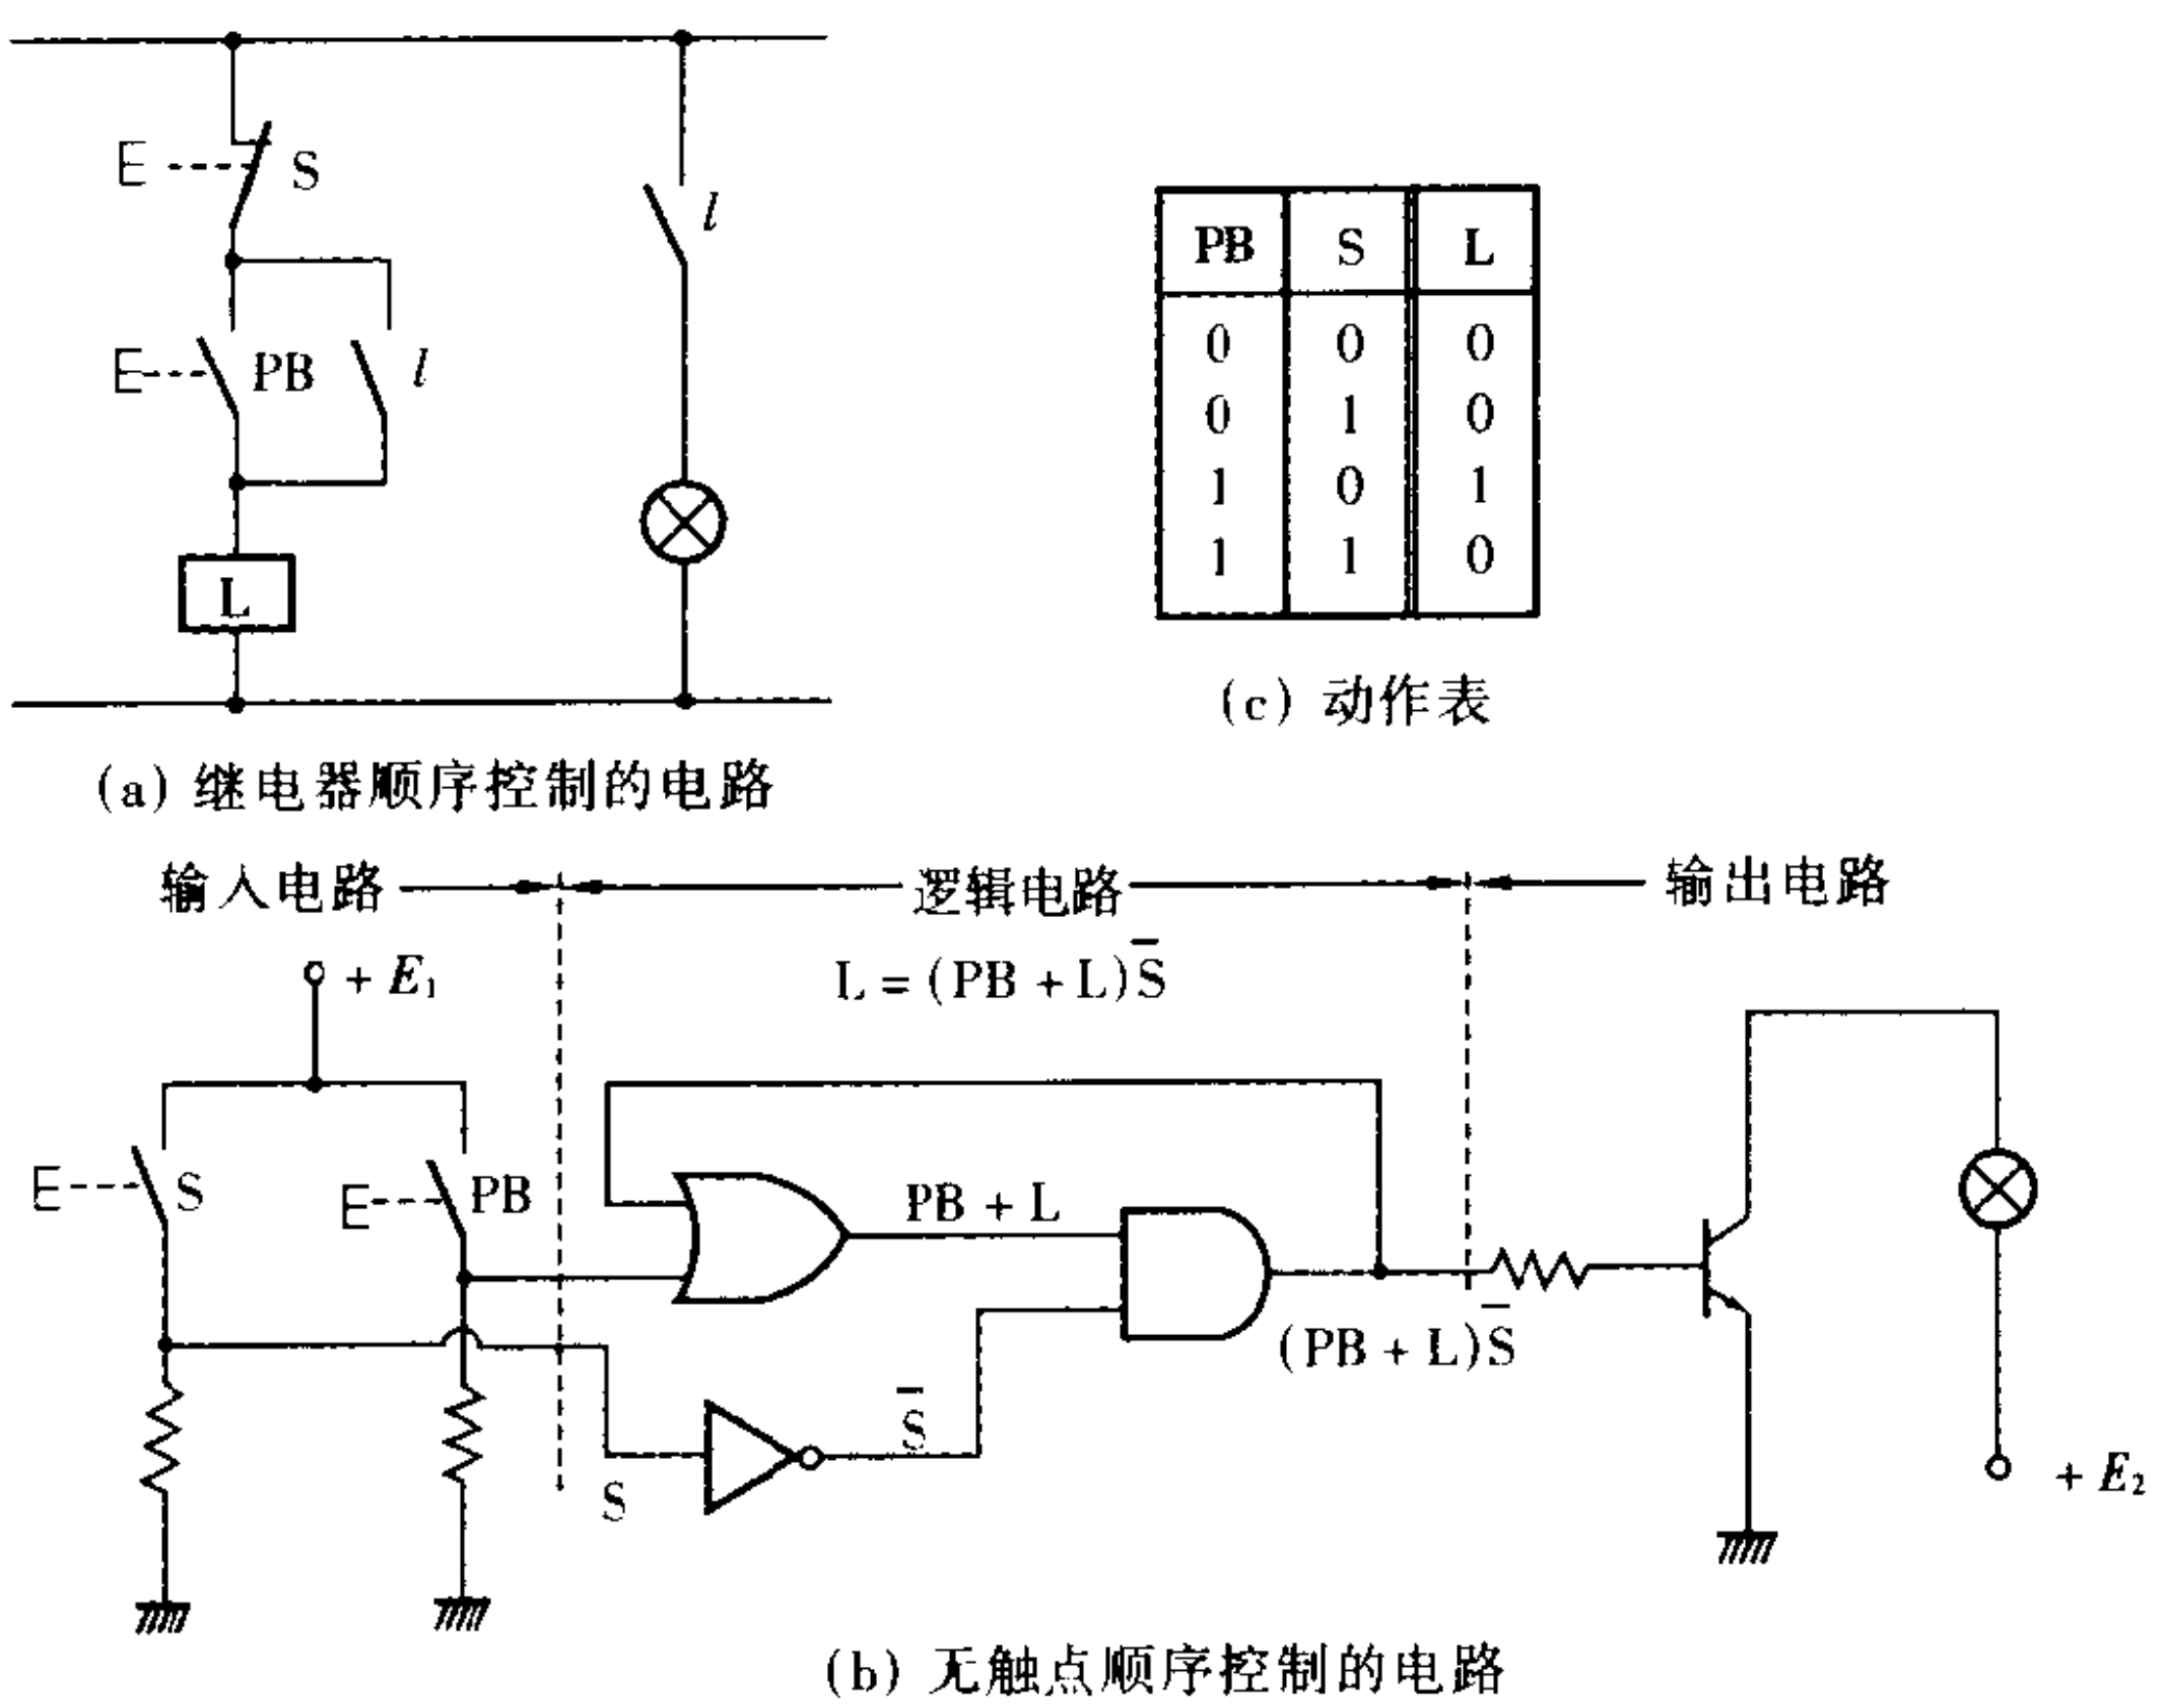 S
l
PB
l
L
(a) 继电器顺序控制的电路
PB S L
0 0 0
0 1 0
1 0 1
1 1 0
(c) 动作表
输入电路
逻辑电路
输出电路
+ E₁
L = (PB + L)S̅
S
PB
PB + L
(PB + L)S̅
S̅
S
+ E₂
(b) 无触点顺序控制的电路